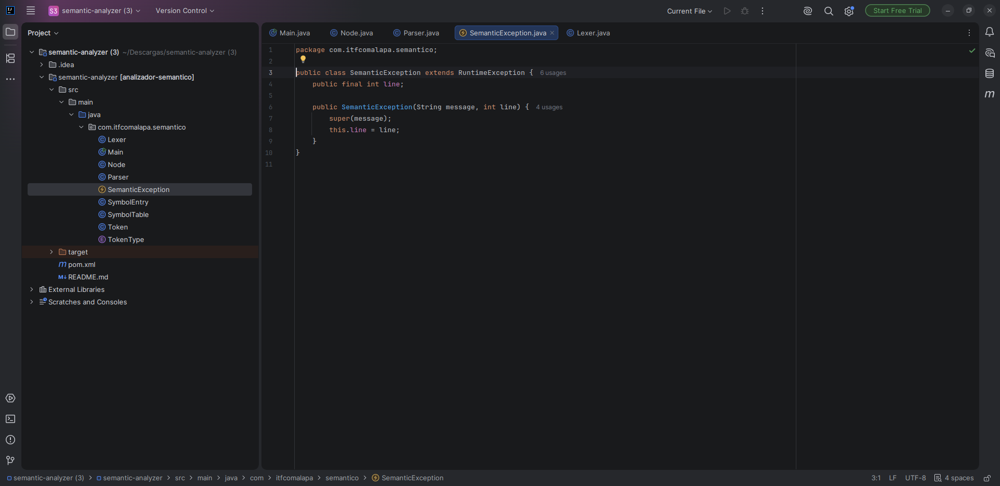 S3 semantic-analyzer (3) Version Control Current File Start Free Trial
Project
semantic-analyzer (3) ~/Descargas/semantic-analyzer (3)
.idea
semantic-analyzer [analizador-semantico]
src
main
java
com.itfcomalapa.semantico
Lexer
Main
Node
Parser
SemanticException
SymbolEntry
SymbolTable
Token
TokenType
target
pom.xml
README.md
External Libraries
Scratches and Consoles
Main.java Node.java Parser.java SemanticException.java Lexer.java
1 package com.itfcomalapa.semantico;
2
3 public class SemanticException extends RuntimeException { 6 usages
4 public final int line;
5
6 public SemanticException(String message, int line) { 4 usages
7 super(message);
8 this.line = line;
9 }
10 }
11
semantic-analyzer (3) > semantic-analyzer > src > main > java > com > itfcomalapa > semantico > SemanticException 3:1 LF UTF-8 4 spaces